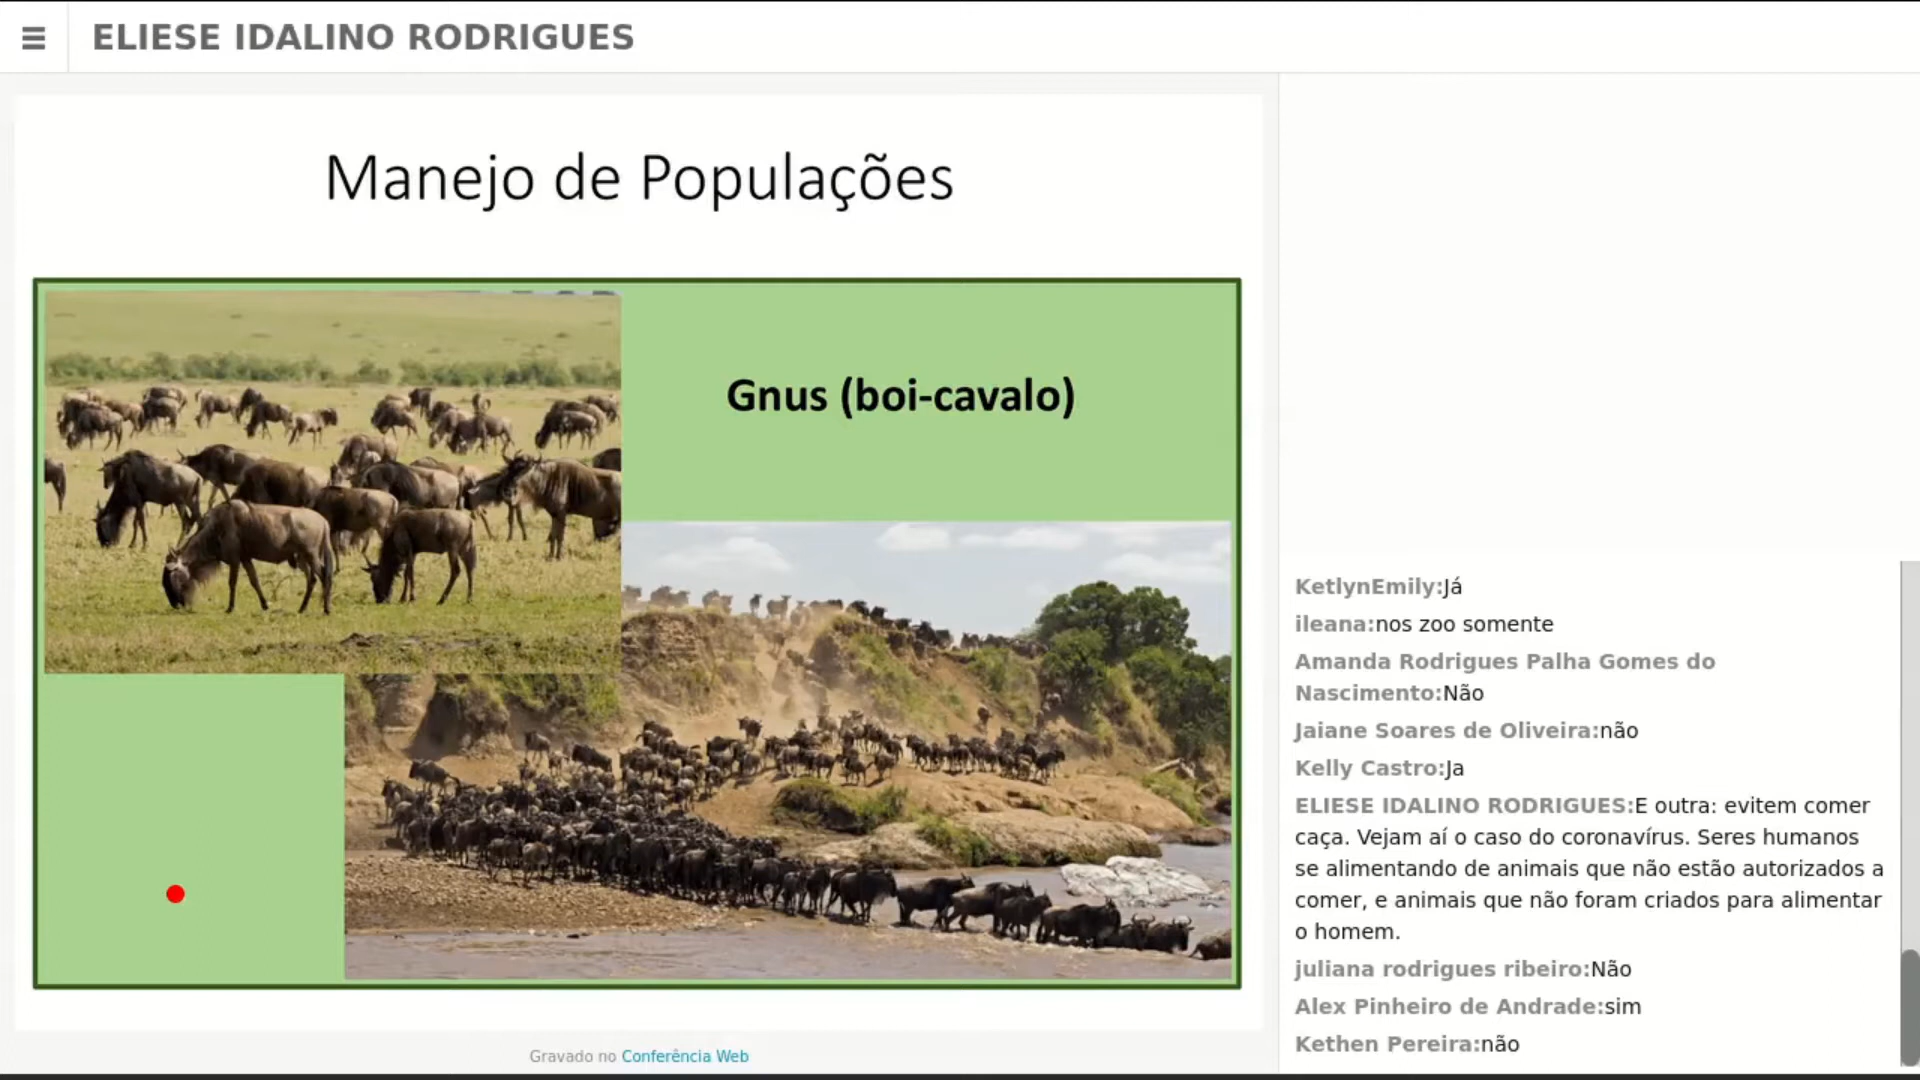 ELIESE IDALINO RODRIGUES
Manejo de Populações
Gnus (boi-cavalo)
Gravado no Conferência Web
KetlynEmily:Já
ileana:nos zoo somente
Amanda Rodrigues Palha Gomes do
Nascimento:Não
Jaiane Soares de Oliveira:não
Kelly Castro:Ja
ELIESE IDALINO RODRIGUES:E outra: evitem comer
caça. Vejam aí o caso do coronavírus. Seres humanos
se alimentando de animais que não estão autorizados a
comer, e animais que não foram criados para alimentar
o homem.
juliana rodrigues ribeiro:Não
Alex Pinheiro de Andrade:sim
Kethen Pereira:não